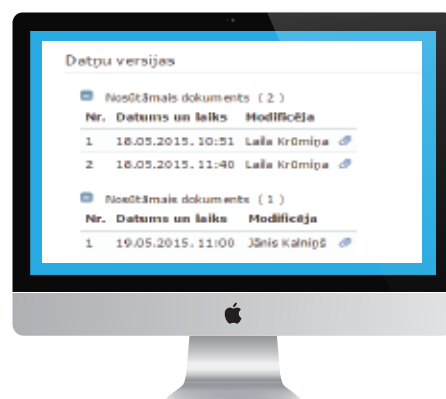 Datņu versijas
Nosūtāmais dokuments ( 2 )
Nr. Datums un laiks Modificēja
1 18.05.2015. 10:51 Laila Krūmiņa
2 18.05.2015. 11:40 Laila Krūmiņa
Nosūtāmais dokuments ( 1 )
Nr. Datums un laiks Modificēja
1 19.05.2015. 11:00 Jānis Kalniņš